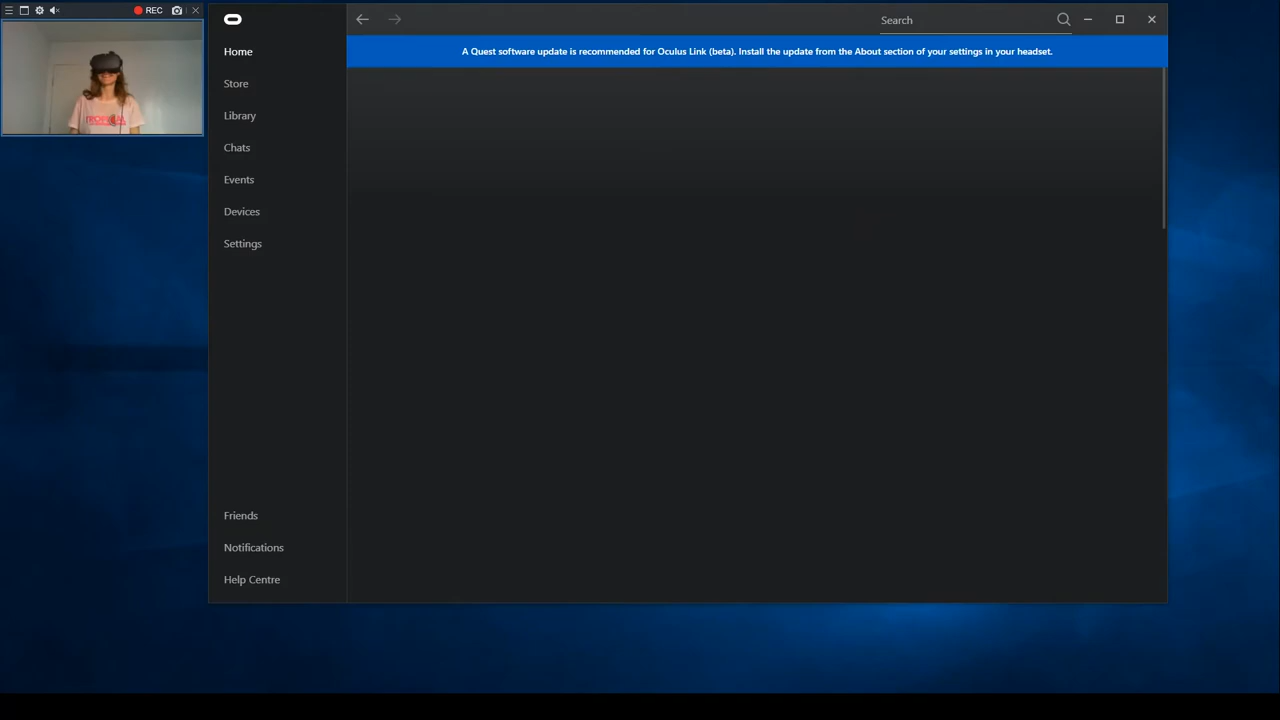 REC
Search
A Quest software update is recommended for Oculus Link (beta). Install the update from the About section of your settings in your headset.
Home
Store
Library
Chats
Events
Devices
Settings
Friends
Notifications
Help Centre